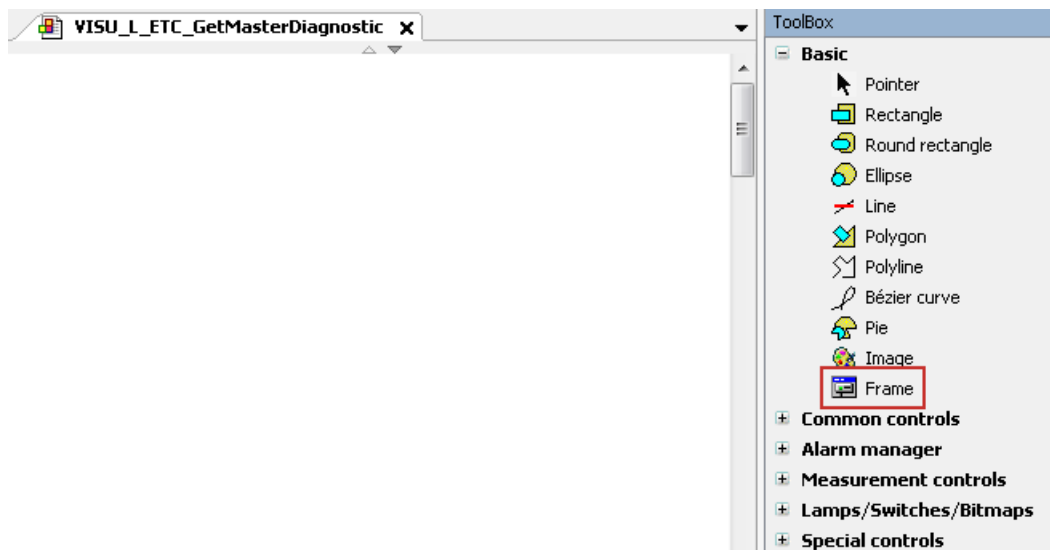 VISU_L_ETC_GetMasterDiagnostic X
ToolBox
Basic
Pointer
Rectangle
Round rectangle
Ellipse
Line
Polygon
Polyline
Bézier curve
Pie
Image
Frame
Common controls
Alarm manager
Measurement controls
Lamps/Switches/Bitmaps
Special controls